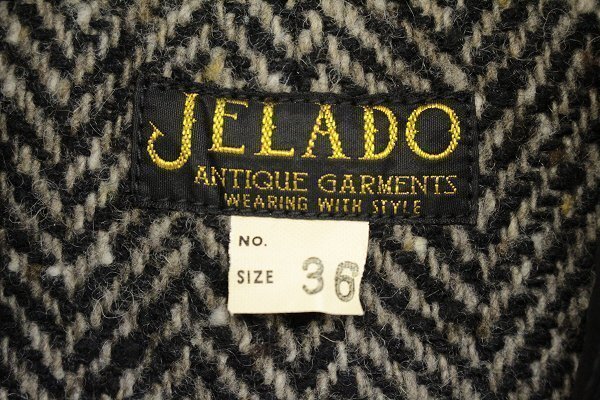 JELADO
ANTIQUE GARMENTS
WEARING WITH STYLE
NO.
SIZE 36